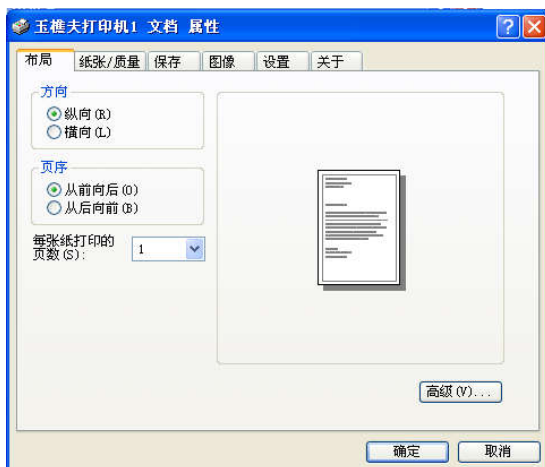 玉樵夫打印机1 文档 属性
布局 纸张/质量 保存 图像 设置 关于
方向
纵向(R)
横向(L)
页序
从前向后(O)
从后向前(B)
每张纸打印的
页数(S):
1
高级(V)...
确定 取消